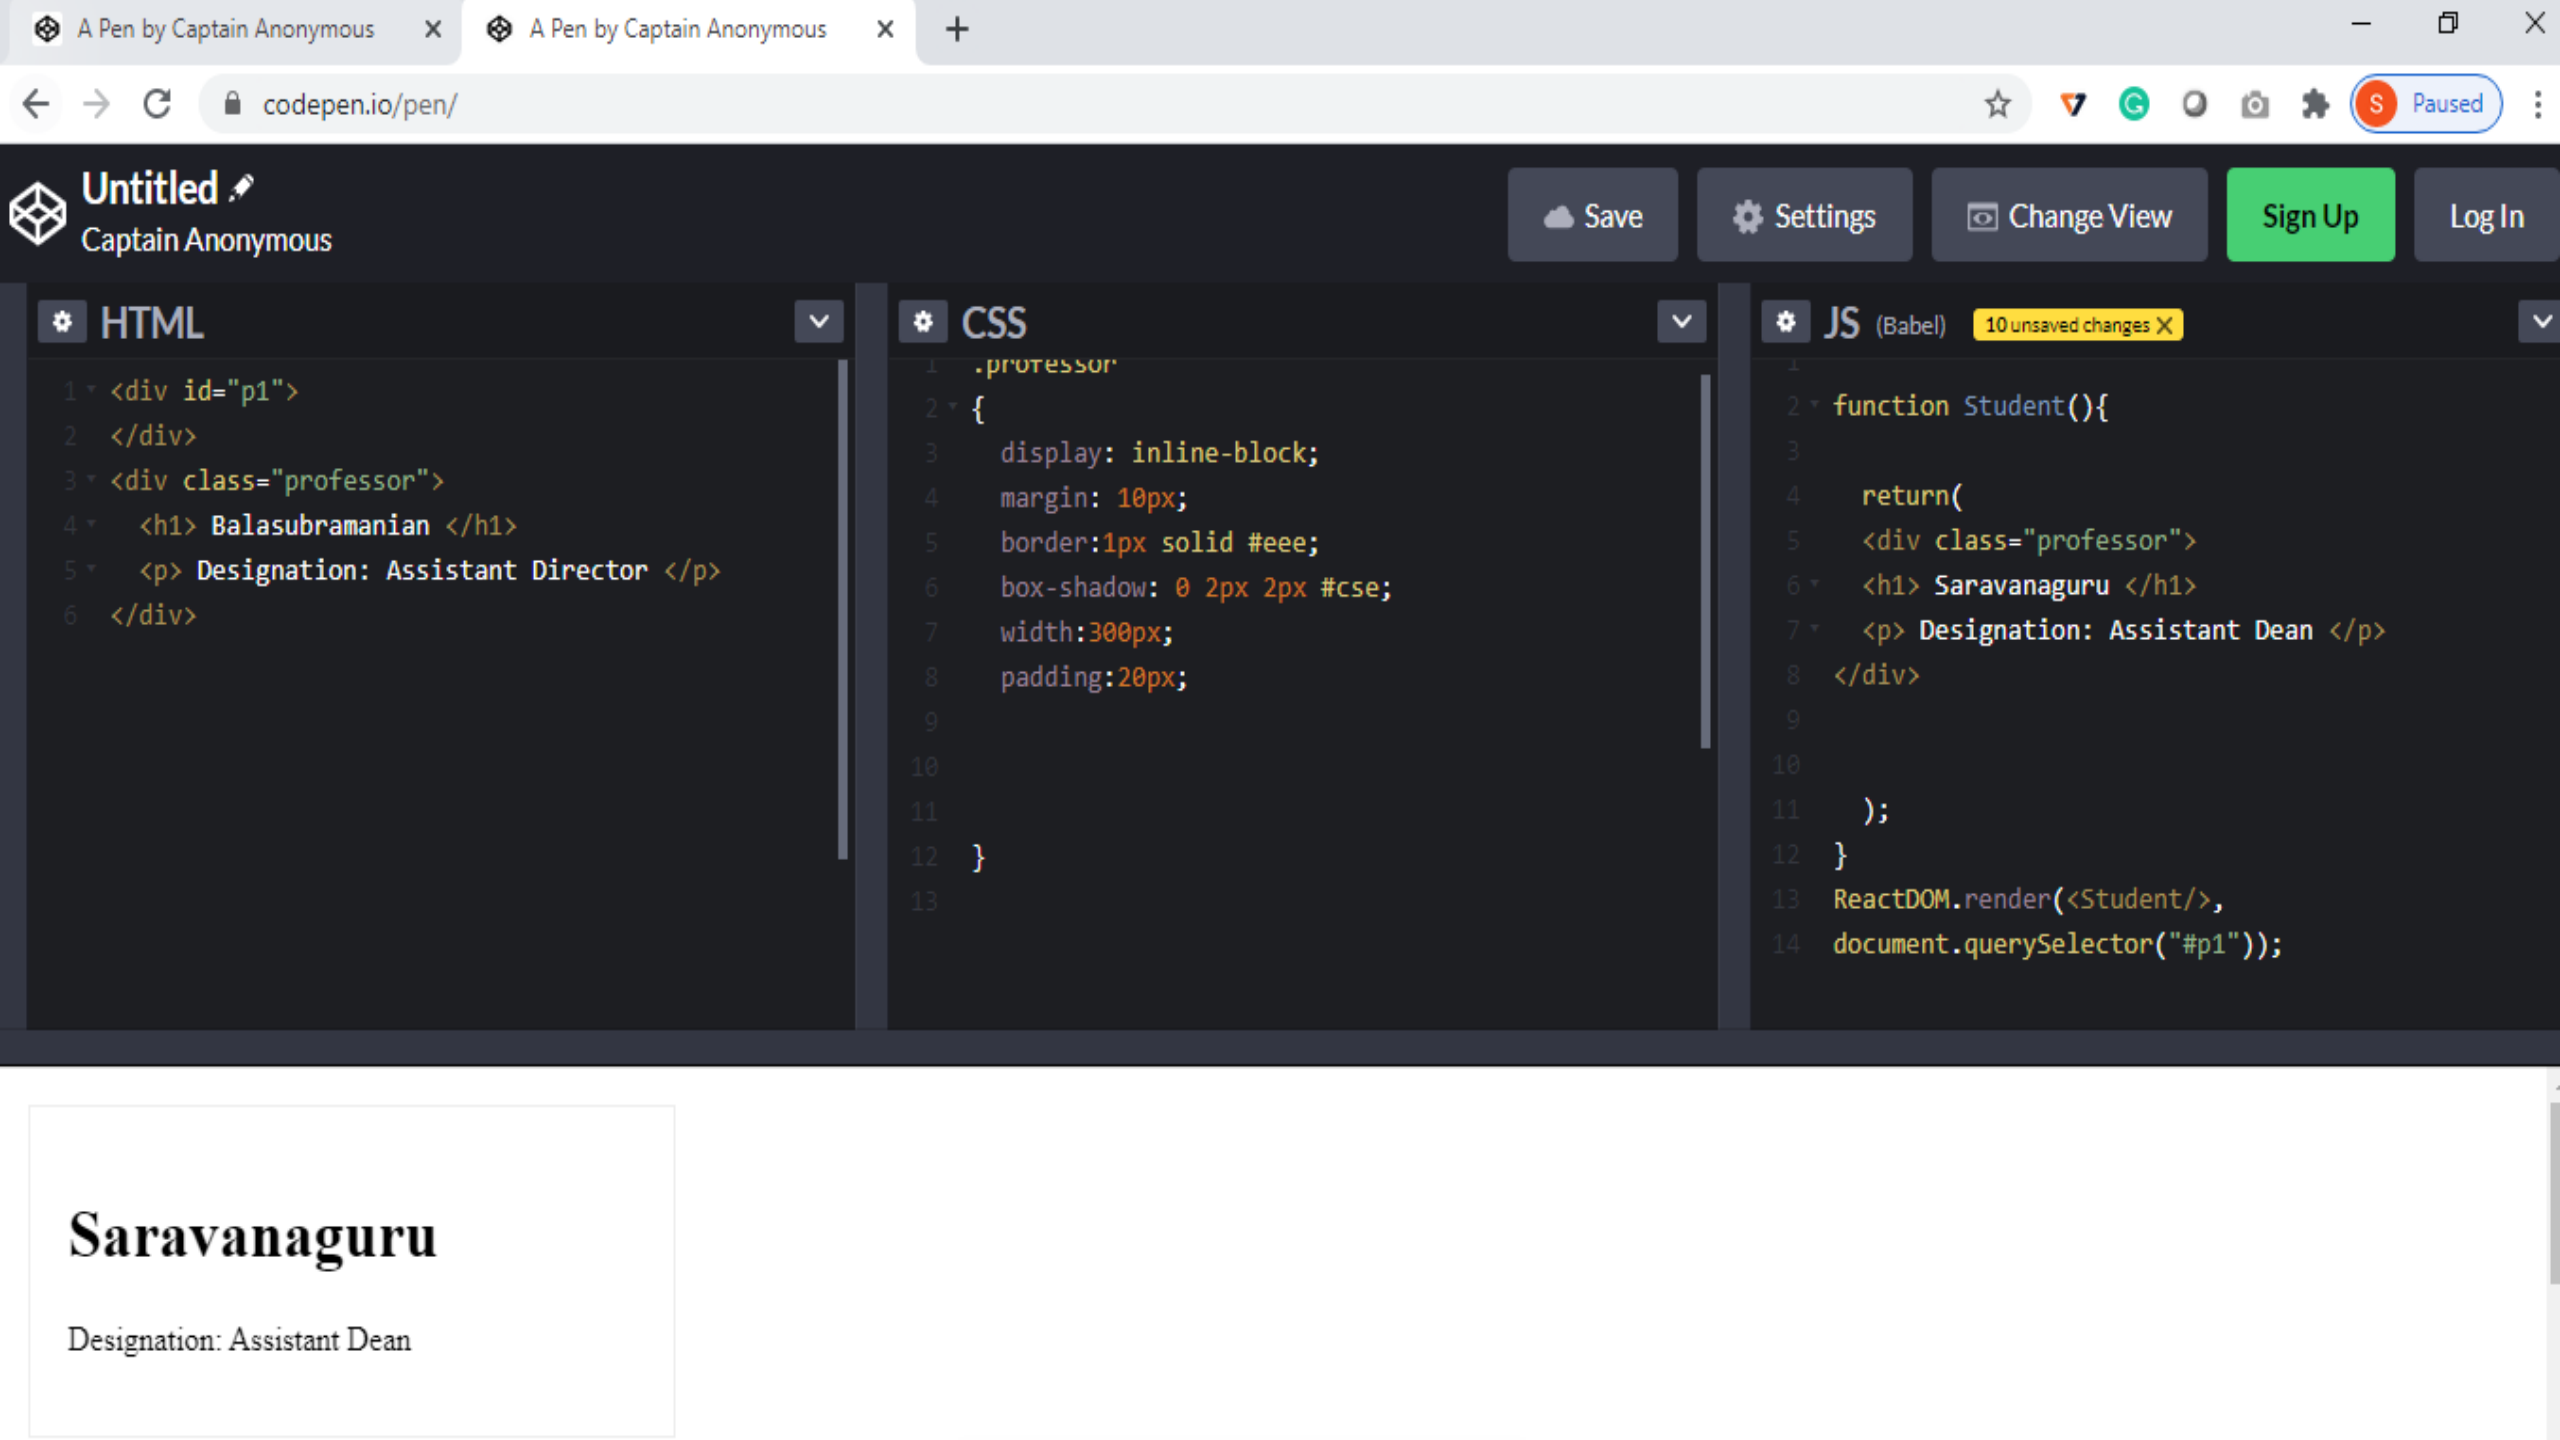 A Pen by Captain Anonymous
A Pen by Captain Anonymous
codepen.io/pen/
S Paused
Untitled
Captain Anonymous
Save
Settings
Change View
Sign Up
Log In
HTML
1 <div id="p1">
2 </div>
3 <div class="professor">
4 <h1> Balasubramanian </h1>
5 <p> Designation: Assistant Director </p>
6 </div>
CSS
1 .professor
2 {
3 display: inline-block;
4 margin: 10px;
5 border:1px solid #eee;
6 box-shadow: 0 2px 2px #cse;
7 width:300px;
8 padding:20px;
9
10
11
12 }
13
JS (Babel) 10 unsaved changes X
1
2 function Student(){
3
4 return(
5 <div class="professor">
6 <h1> Saravanaguru </h1>
7 <p> Designation: Assistant Dean </p>
8 </div>
9
10
11 );
12 }
13 ReactDOM.render(<Student/>,
14 document.querySelector("#p1"));
Saravanaguru
Designation: Assistant Dean